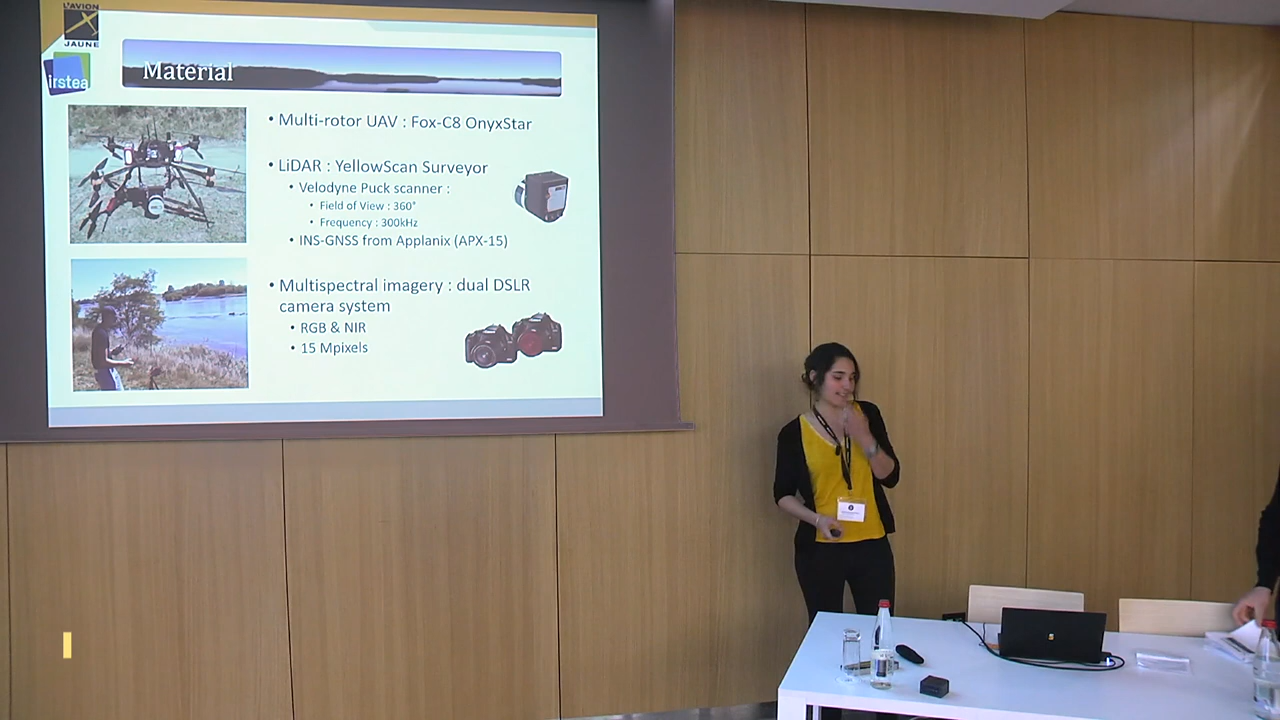 L'AVION
JAUNE
irstea
Material
• Multi-rotor UAV : Fox-C8 OnyxStar
• LiDAR : YellowScan Surveyor
• Velodyne Puck scanner :
• Field of View : 360°
• Frequency : 300kHz
• INS-GNSS from Applanix (APX-15)
• Multispectral imagery : dual DSLR
camera system
• RGB & NIR
• 15 Mpixels